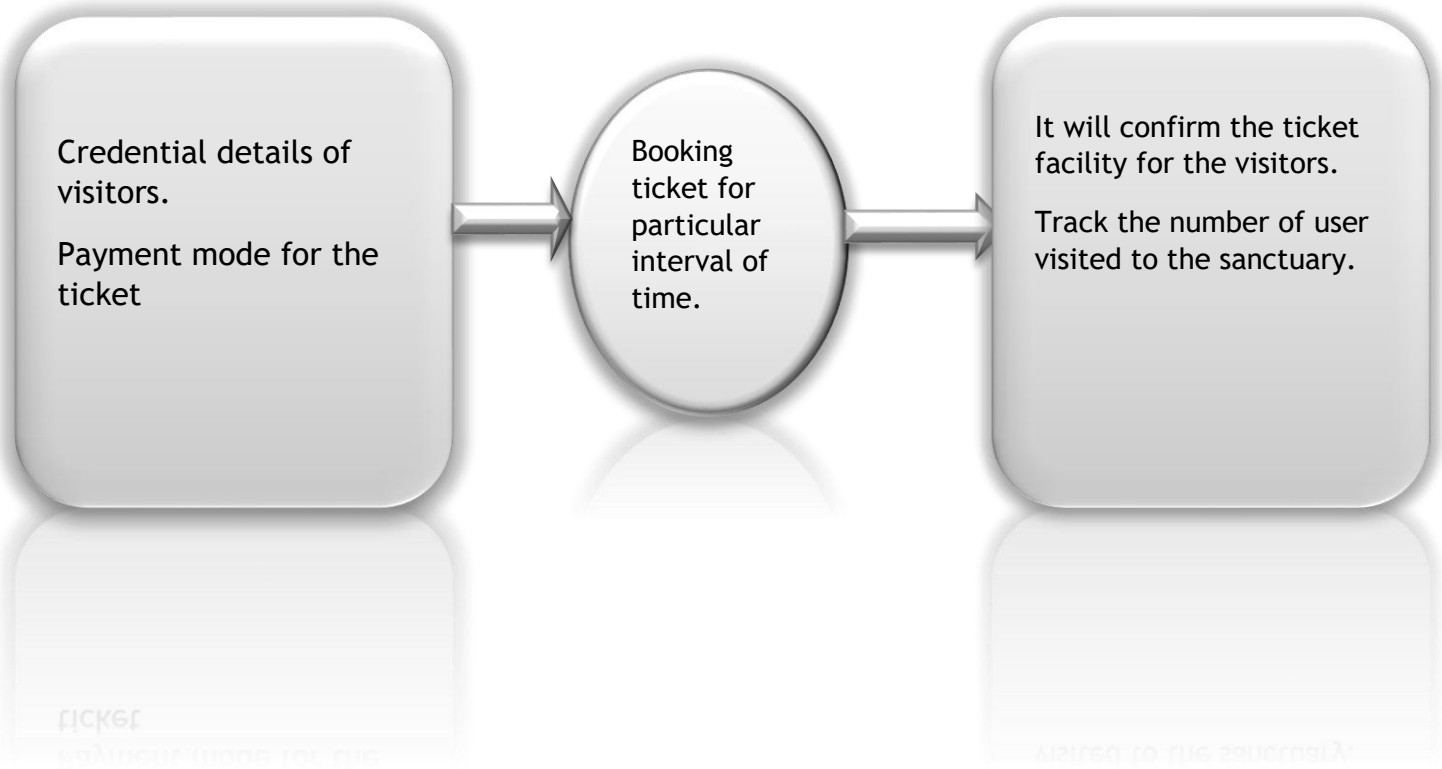 Credential details of
visitors.
Payment mode for the
ticket
Booking
ticket for
particular
interval of
time.
It will confirm the ticket
facility for the visitors.
Track the number of user
visited to the sanctuary.